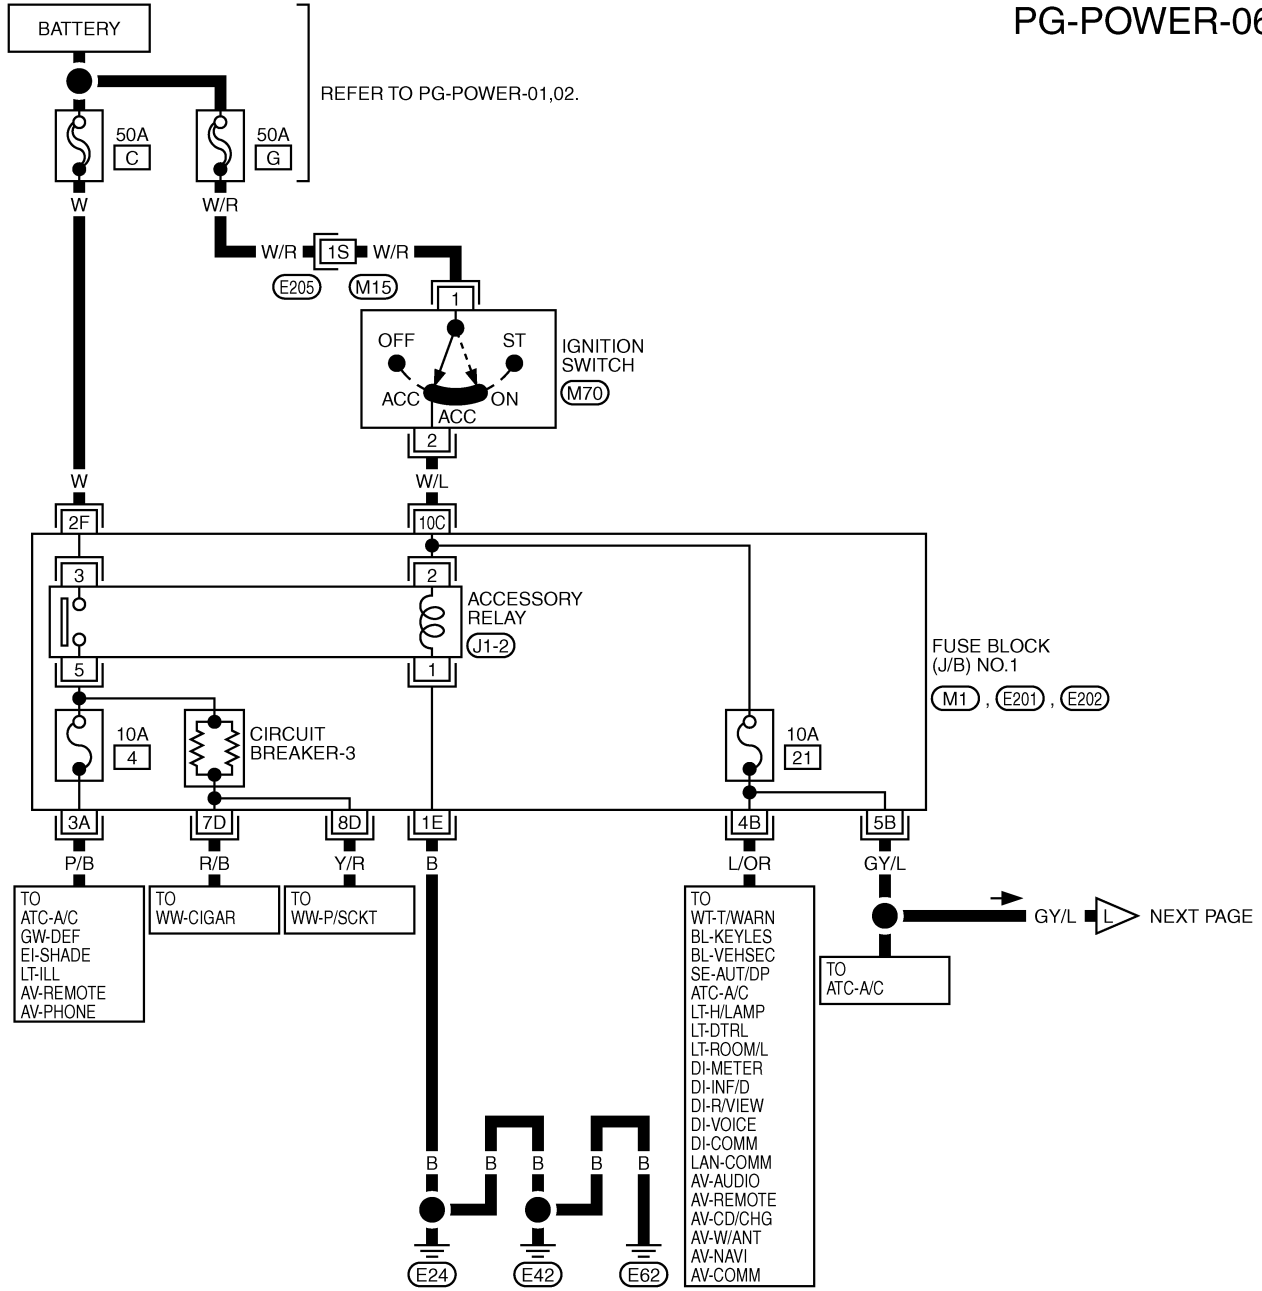 PG-POWER-06
BATTERY
REFER TO PG-POWER-01,02.
50A
C
50A
G
W
W/R
W/R
1S
W/R
E205
M15
1
OFF
ST
ACC
ON
ACC
IGNITION
SWITCH
M70
2
W
W/L
2F
10C
3
2
ACCESSORY
RELAY
J1-2
5
1
FUSE BLOCK
(J/B) NO.1
M1 , E201 , E202
10A
4
CIRCUIT
BREAKER-3
10A
21
3A
7D
8D
1E
4B
5B
P/B
R/B
Y/R
B
L/OR
GY/L
TO
ATC-A/C
GW-DEF
EI-SHADE
LT-ILL
AV-REMOTE
AV-PHONE
TO
WW-CIGAR
TO
WW-P/SCKT
TO
WT-T/WARN
BL-KEYLES
BL-VEHSEC
SE-AUT/DP
ATC-A/C
LT-H/LAMP
LT-DTRL
LT-ROOM/L
DI-METER
DI-INF/D
DI-R/VIEW
DI-VOICE
DI-COMM
LAN-COMM
AV-AUDIO
AV-REMOTE
AV-CD/CHG
AV-W/ANT
AV-NAVI
AV-COMM
GY/L
L
NEXT PAGE
TO
ATC-A/C
B
B
B
B
B
E24
E42
E62